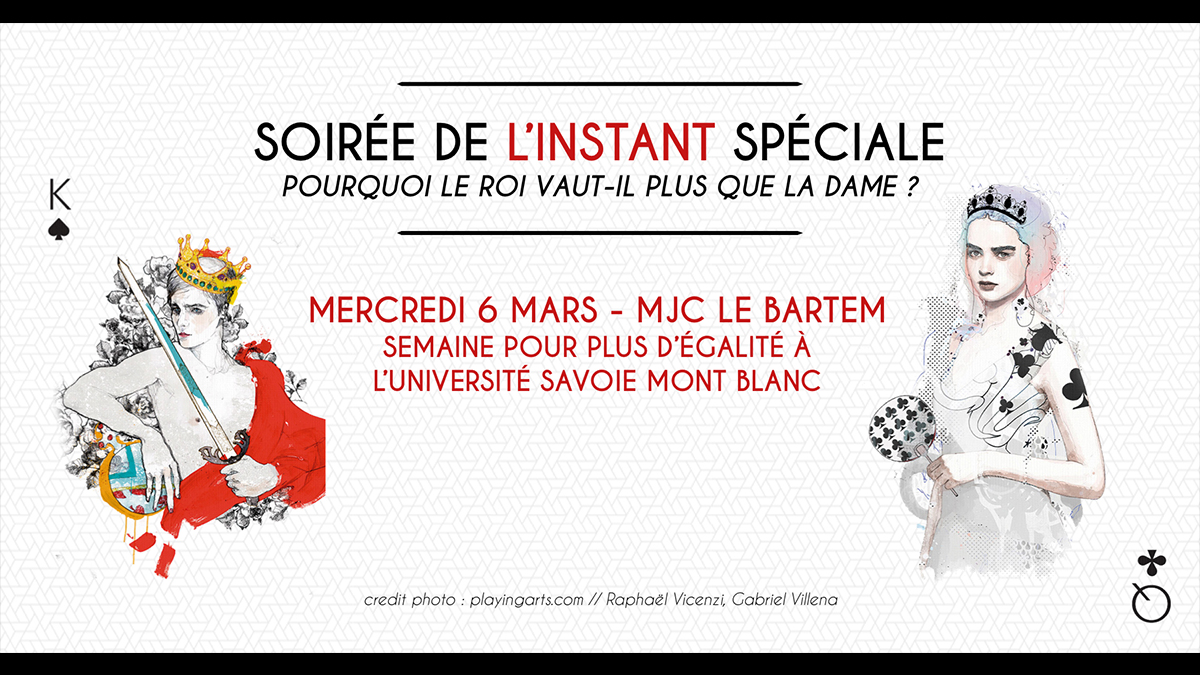 SOIRÉE DE L'INSTANT SPÉCIALE
POURQUOI LE ROI VAUT-IL PLUS QUE LA DAME ?
K
MERCREDI 6 MARS - MJC LE BARTEM
SEMAINE POUR PLUS D'ÉGALITÉ À
L'UNIVERSITÉ SAVOIE MONT BLANC
credit photo : playingarts.com // Raphaël Vicenzi, Gabriel Villena
Q